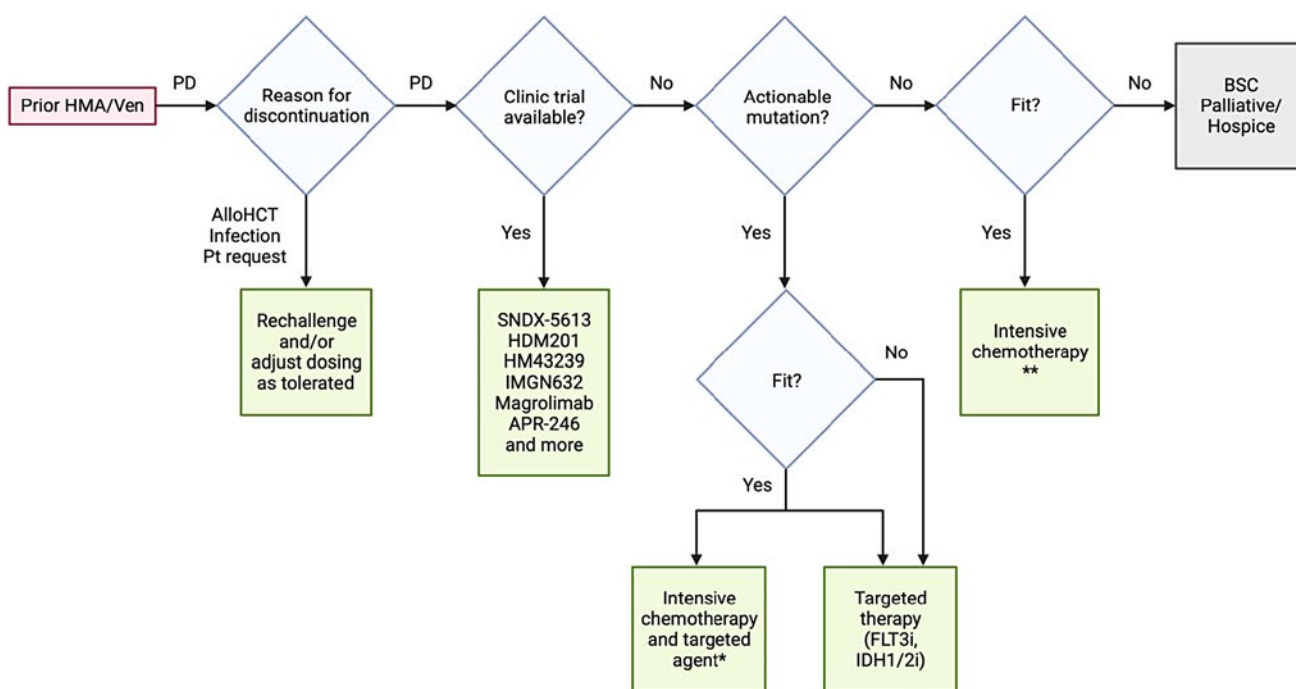 Prior HMA/Ven
PD
Reason for
discontinuation
PD
Clinic trial
available?
No
Actionable
mutation?
No
Fit?
No
BSC
Palliative/
Hospice
AlloHCT
Infection
Pt request
Yes
Yes
Yes
Rechallenge
and/or
adjust dosing
as tolerated
SNDX-5613
HDM201
HM43239
IMGN632
Magrolimab
APR-246
and more
Fit?
No
Intensive
chemotherapy
**
Yes
Intensive
chemotherapy
and targeted
agent*
Targeted
therapy
(FLT3i,
IDH1/2i)